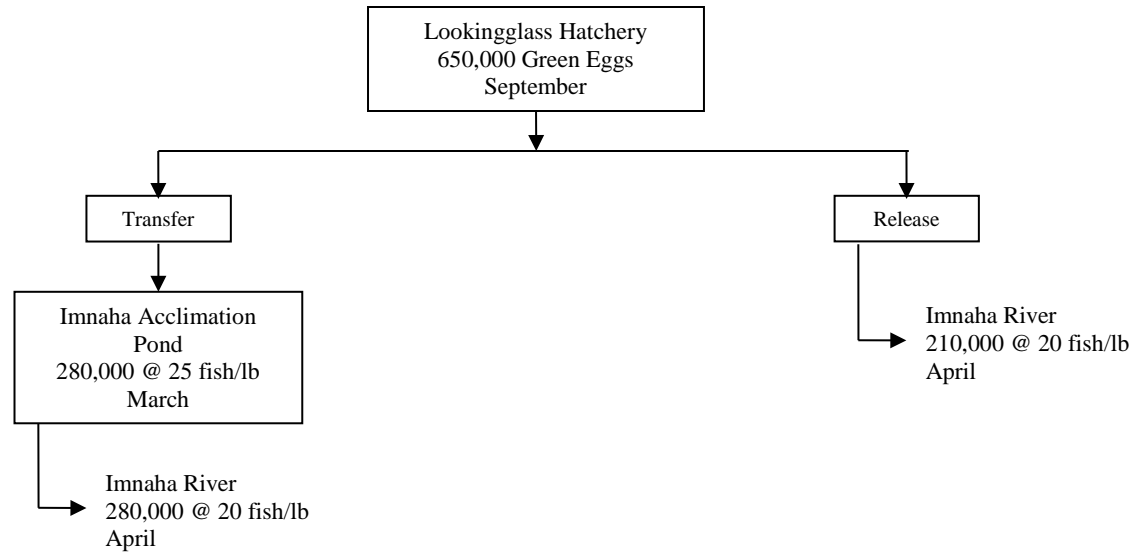 Lookingglass Hatchery
650,000 Green Eggs
September
Transfer
Release
Imnaha Acclimation
Pond
280,000 @ 25 fish/lb
March
Imnaha River
210,000 @ 20 fish/lb
April
Imnaha River
280,000 @ 20 fish/lb
April